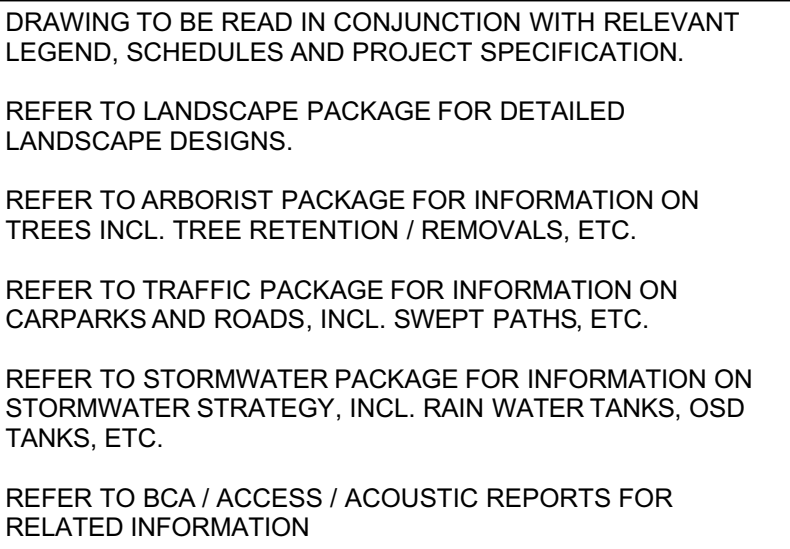 DRAWING TO BE READ IN CONJUNCTION WITH RELEVANT
LEGEND, SCHEDULES AND PROJECT SPECIFICATION.
REFER TO LANDSCAPE PACKAGE FOR DETAILED
LANDSCAPE DESIGNS.
REFER TO ARBORIST PACKAGE FOR INFORMATION ON
TREES INCL. TREE RETENTION / REMOVALS, ETC.
REFER TO TRAFFIC PACKAGE FOR INFORMATION ON
CARPARKS AND ROADS, INCL. SWEPT PATHS, ETC.
REFER TO STORMWATER PACKAGE FOR INFORMATION ON
STORMWATER STRATEGY, INCL. RAIN WATER TANKS, OSD
TANKS, ETC.
REFER TO BCA / ACCESS / ACOUSTIC REPORTS FOR
RELATED INFORMATION